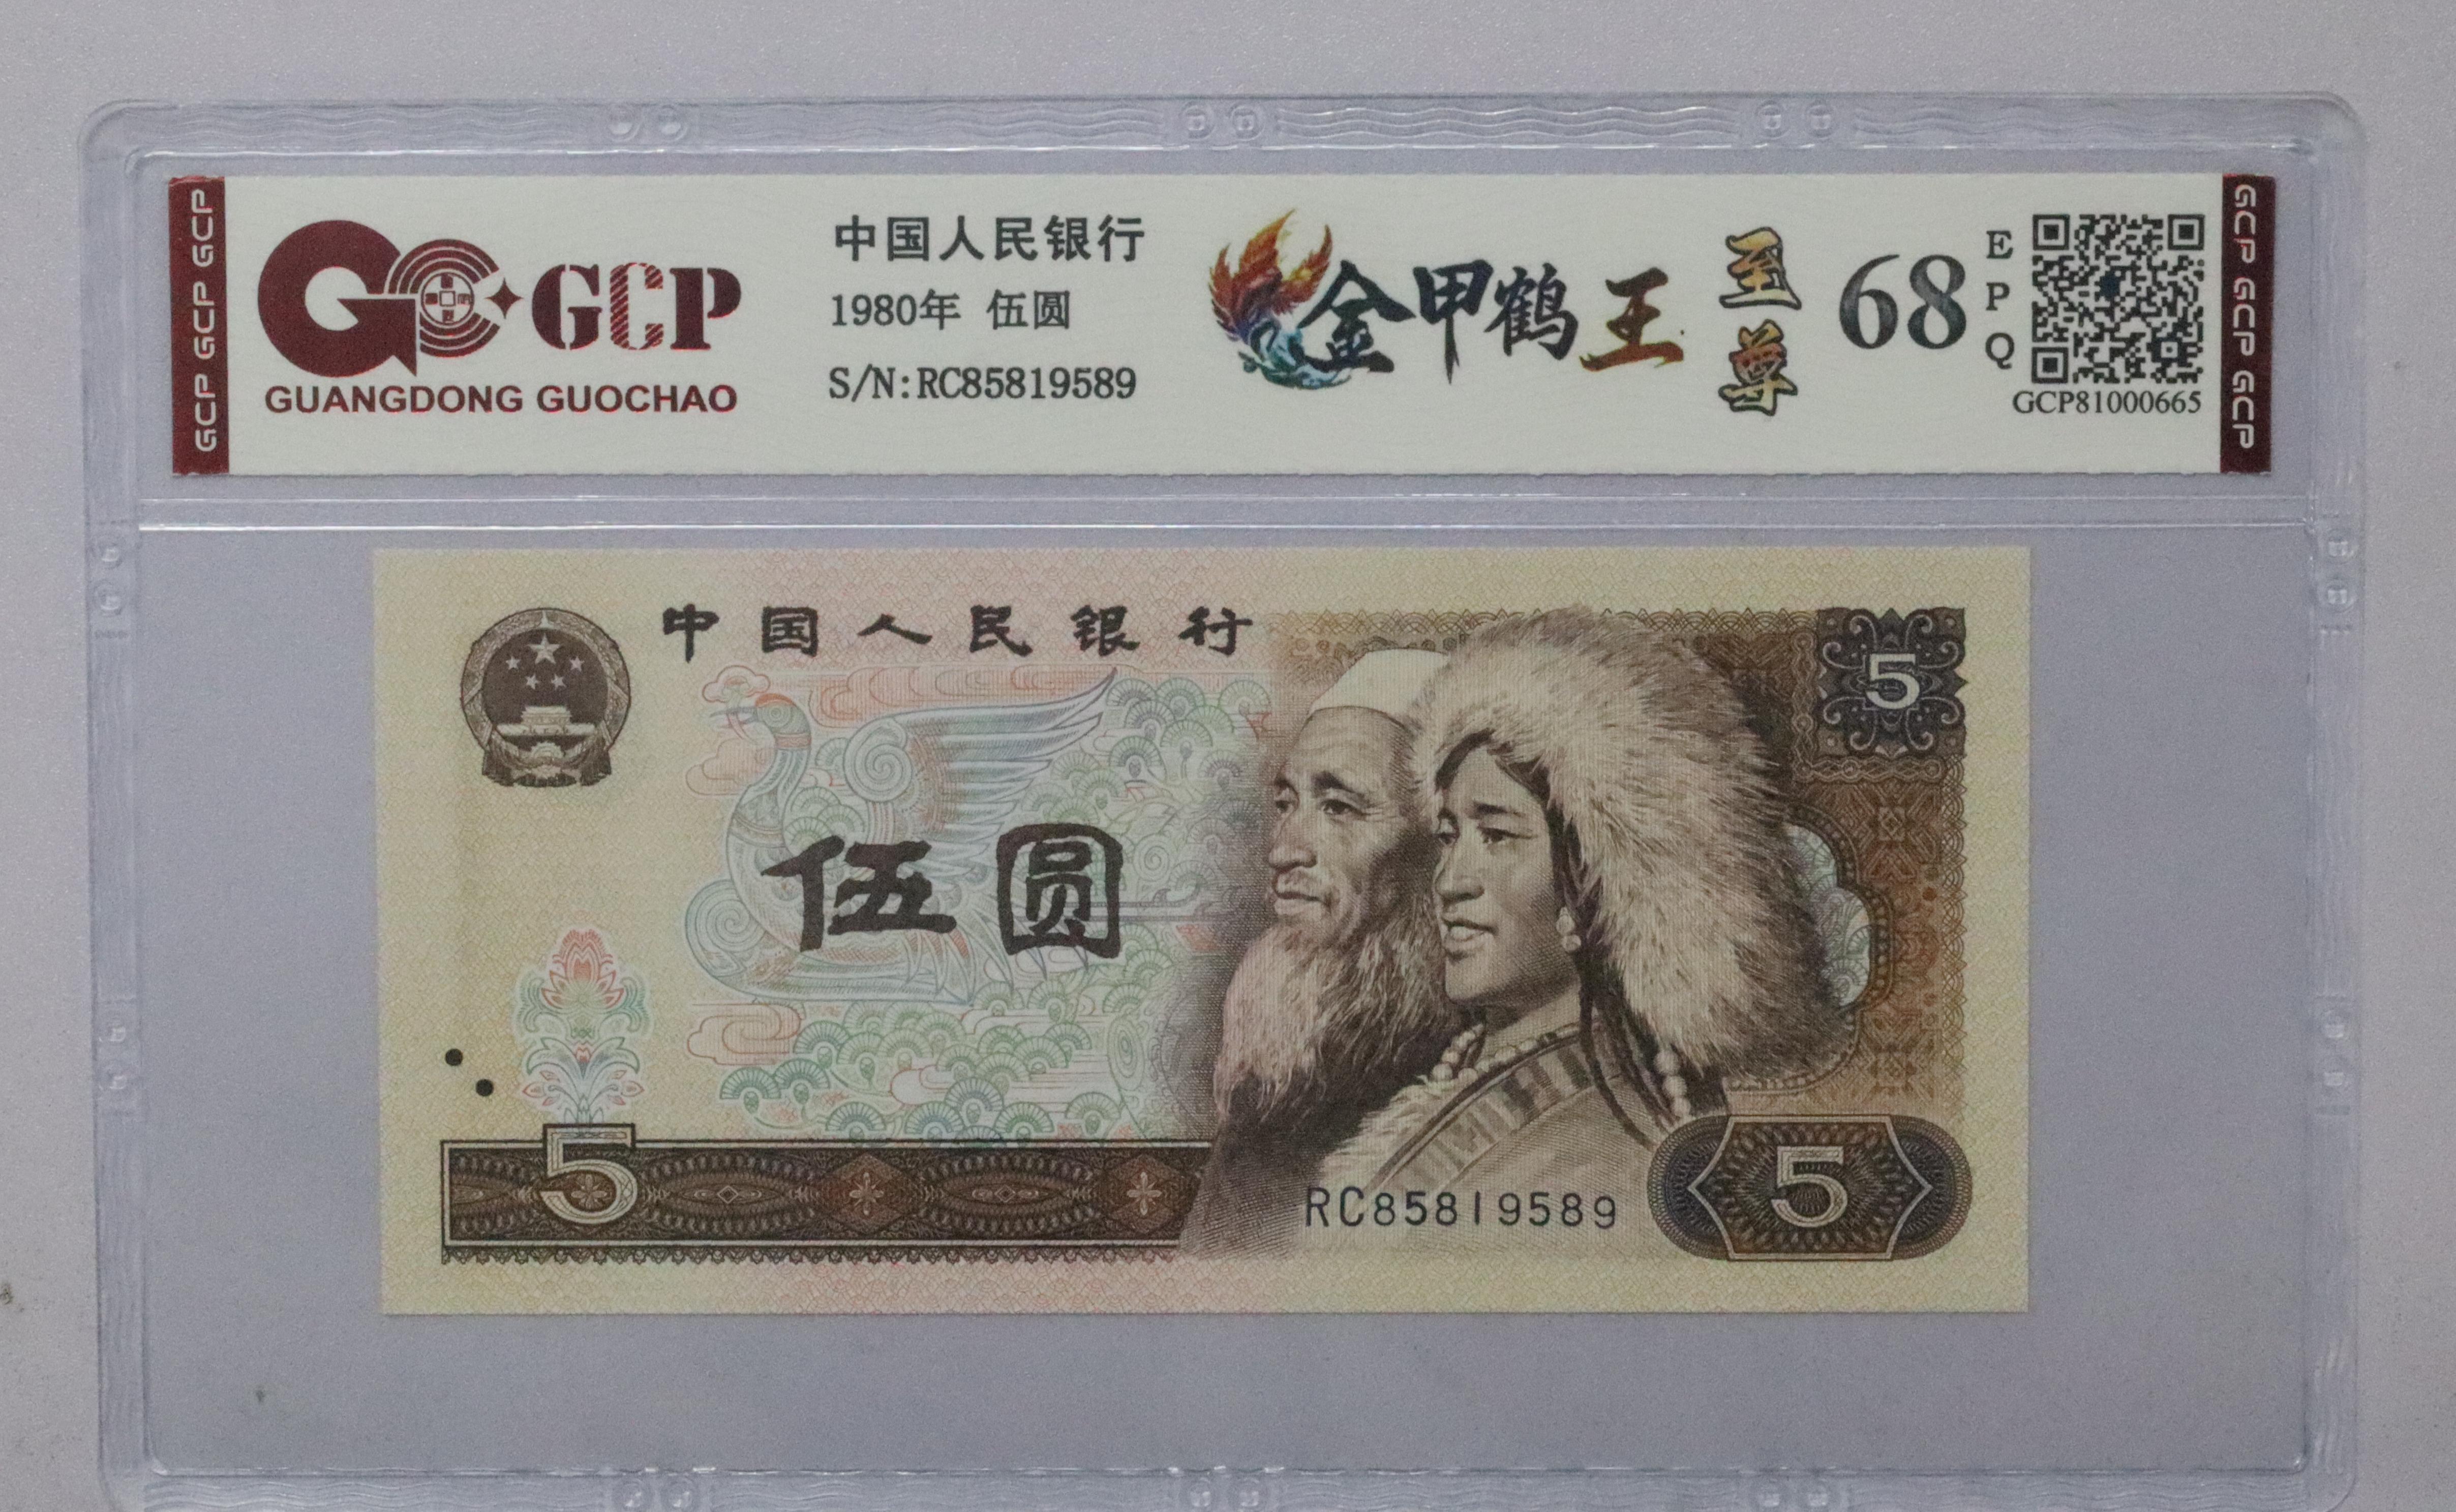 GCP GCP GCP
GCP
GUANGDONG GUOCHAO
中国人民银行
1980年 伍圆
S/N:RC85819589
金甲鹤王
至尊
68
EPQ
GCP81000665
GCP GCP GCP
中国人民银行
5
伍圆
5
RC85819589
5